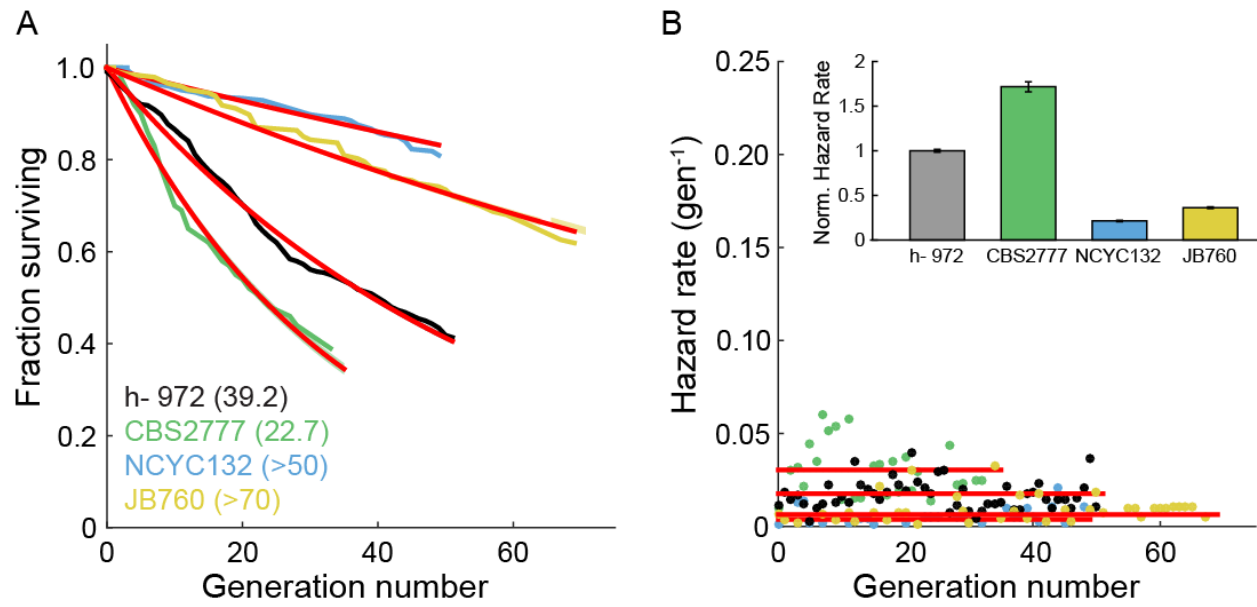 A
Fraction surviving
1.0
0.8
0.6
0.4
0.2
0
h- 972 (39.2)
CBS2777 (22.7)
NCYC132 (>50)
JB760 (>70)
0 20 40 60
Generation number
B
Hazard rate (gen⁻¹)
0.25
0.20
0.15
0.10
0.05
0
Norm. Hazard Rate
2
1.5
1
0.5
0
h- 972 CBS2777 NCYC132 JB760
0 20 40 60
Generation number